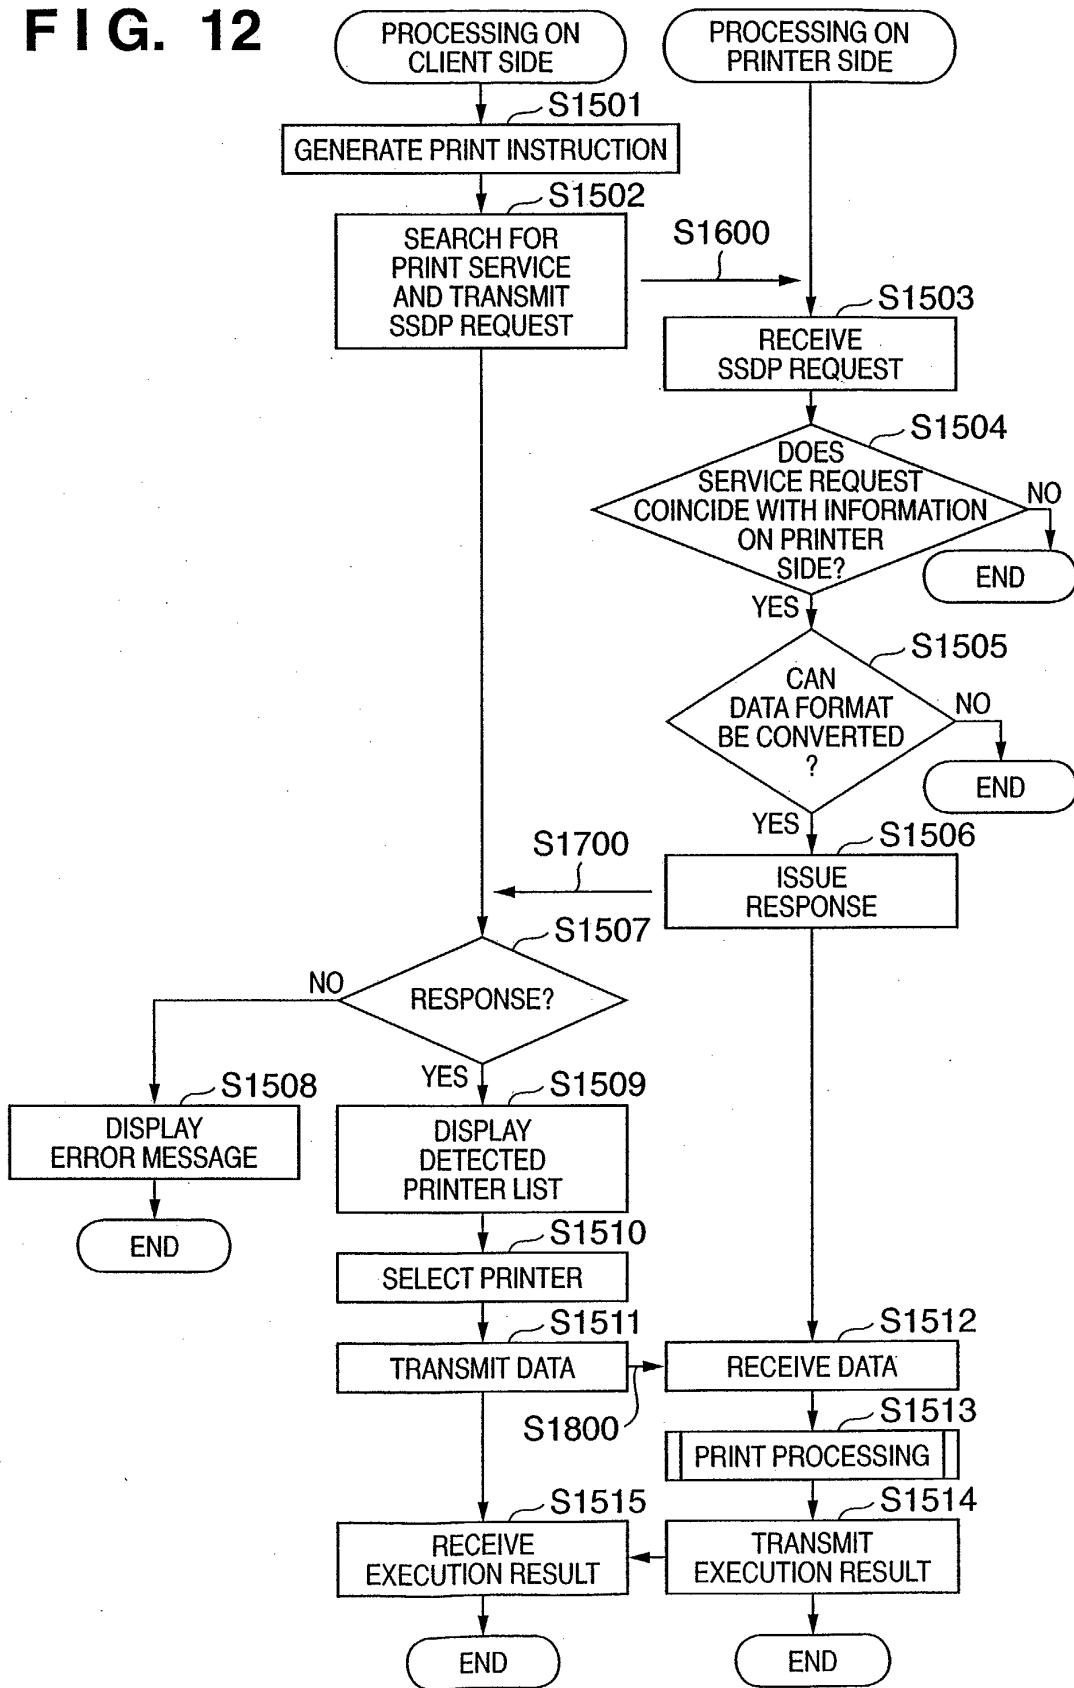 FIG. 12
PROCESSING ON
CLIENT SIDE
PROCESSING ON
PRINTER SIDE
S1501
GENERATE PRINT INSTRUCTION
S1502
SEARCH FOR
PRINT SERVICE
AND TRANSMIT
SSDP REQUEST
S1600
S1503
RECEIVE
SSDP REQUEST
S1504
DOES
SERVICE REQUEST
COINCIDE WITH INFORMATION
ON PRINTER
SIDE?
NO
END
YES
S1505
CAN
DATA FORMAT
BE CONVERTED
?
NO
END
YES
S1506
ISSUE
RESPONSE
S1700
S1507
RESPONSE?
NO
YES
S1508
DISPLAY
ERROR MESSAGE
END
S1509
DISPLAY
DETECTED
PRINTER LIST
S1510
SELECT PRINTER
S1511
TRANSMIT DATA
S1800
S1512
RECEIVE DATA
S1513
PRINT PROCESSING
S1514
TRANSMIT
EXECUTION RESULT
S1515
RECEIVE
EXECUTION RESULT
END
END